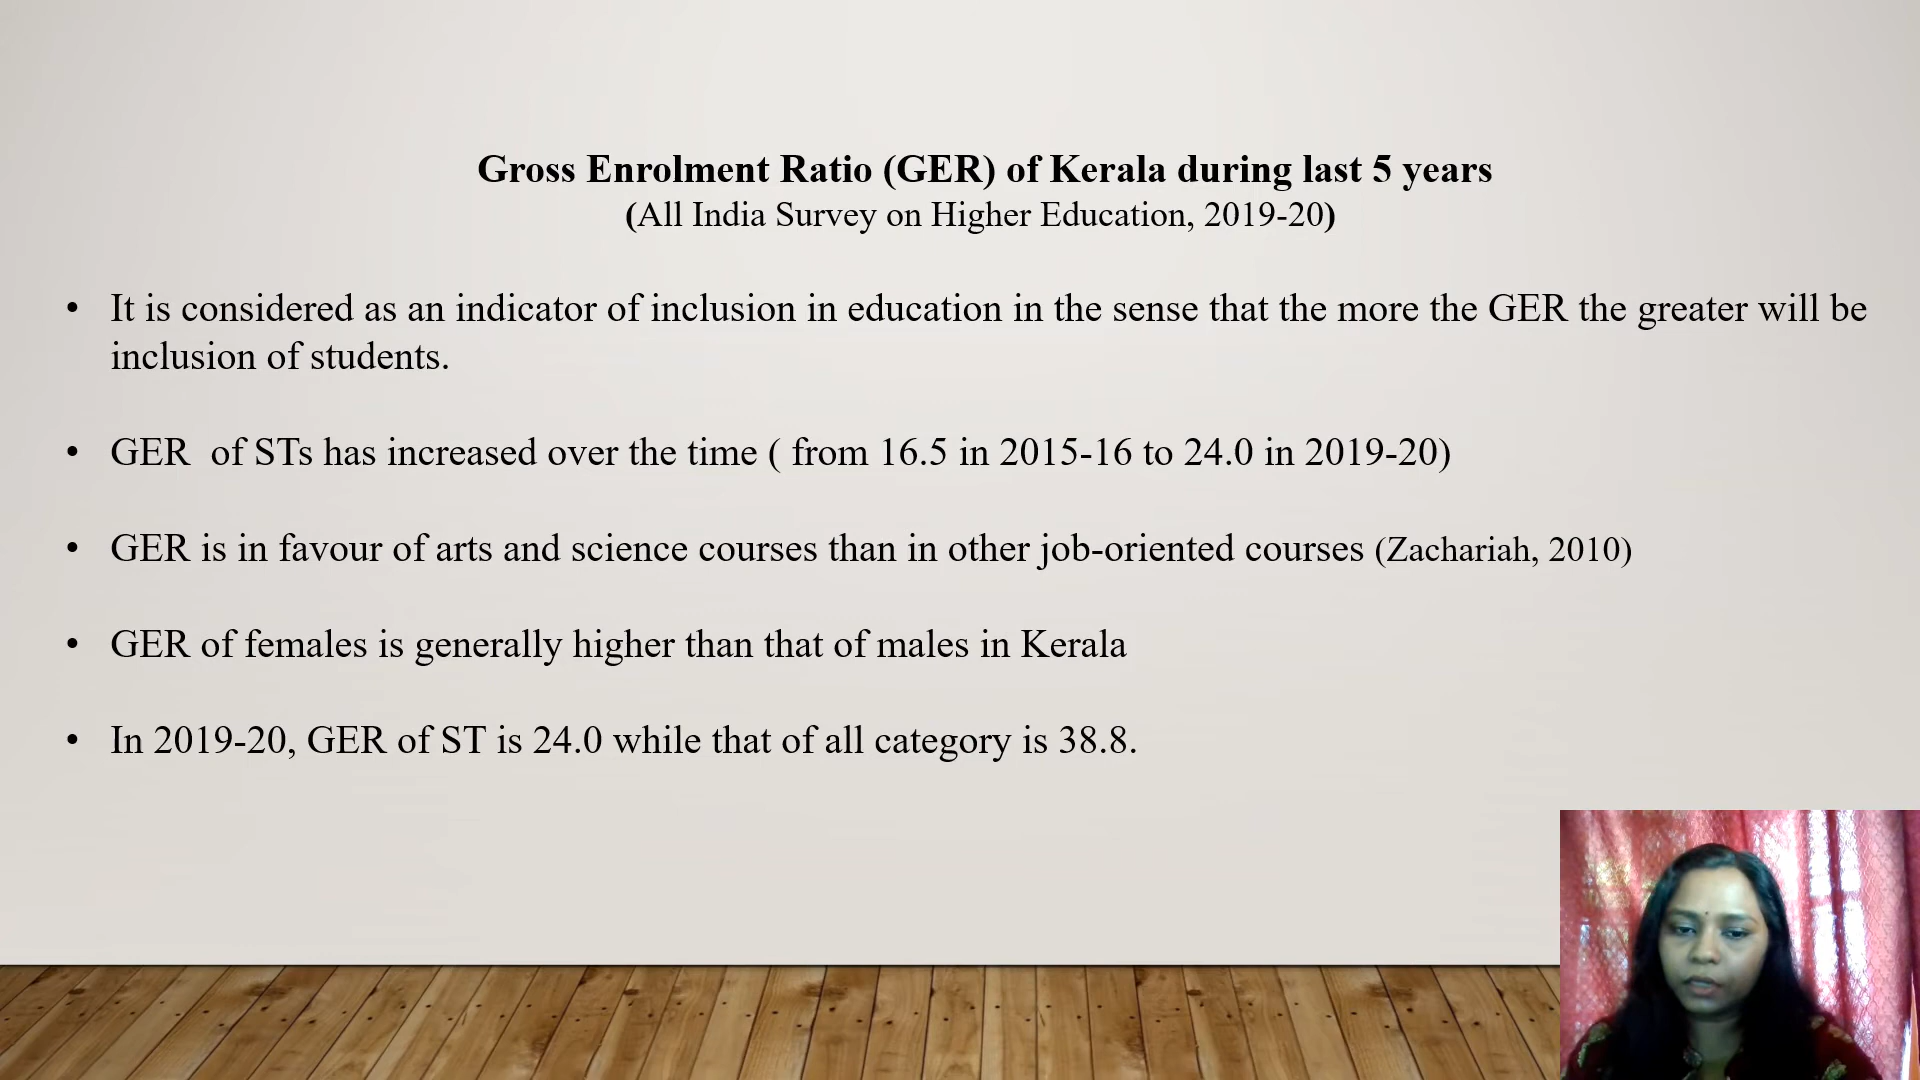 Gross Enrolment Ratio (GER) of Kerala during last 5 years
(All India Survey on Higher Education, 2019-20)
• It is considered as an indicator of inclusion in education in the sense that the more the GER the greater will be
inclusion of students.
• GER of STs has increased over the time ( from 16.5 in 2015-16 to 24.0 in 2019-20)
• GER is in favour of arts and science courses than in other job-oriented courses (Zachariah, 2010)
• GER of females is generally higher than that of males in Kerala
• In 2019-20, GER of ST is 24.0 while that of all category is 38.8.